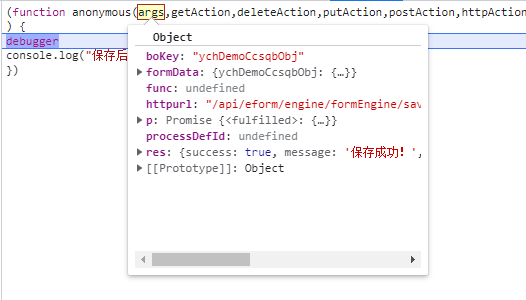 (function anonymous(args,getAction,deleteAction,putAction,postAction,httpAction
) {
debugger
console.log("保存后
})
Object
boKey: "ychDemoCcsqbObj"
formData: {ychDemoCcsqbObj: {…}}
func: undefined
httpurl: "/api/eform/engine/formEngine/sav
p: Promise {<fulfilled>: {…}}
processDefId: undefined
res: {success: true, message: '保存成功! ',
[[Prototype]]: Object